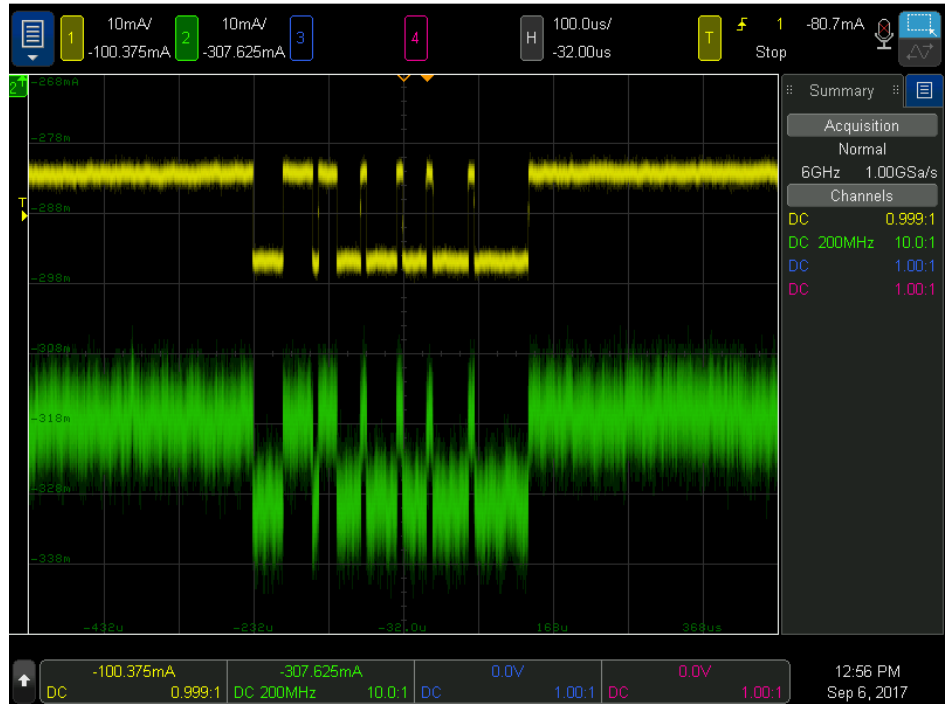 1 10mA/ -100.375mA 2 10mA/ -307.625mA 3 4 H 100.0us/ -32.00us T 1 -80.7mA Stop
2
-268mA
-278m
-288m
-298m
-308m
-318m
-328m
-338m
T
-432u -232u -32.0u 168u 368us
Summary
Acquisition
Normal
6GHz 1.00GSa/s
Channels
DC 0.999:1
DC 200MHz 10.0:1
DC 1.00:1
DC 1.00:1
-100.375mA -307.625mA 0.0V 0.0V 12:56 PM
DC 0.999:1 DC 200MHz 10.0:1 DC 1.00:1 DC 1.00:1 Sep 6, 2017